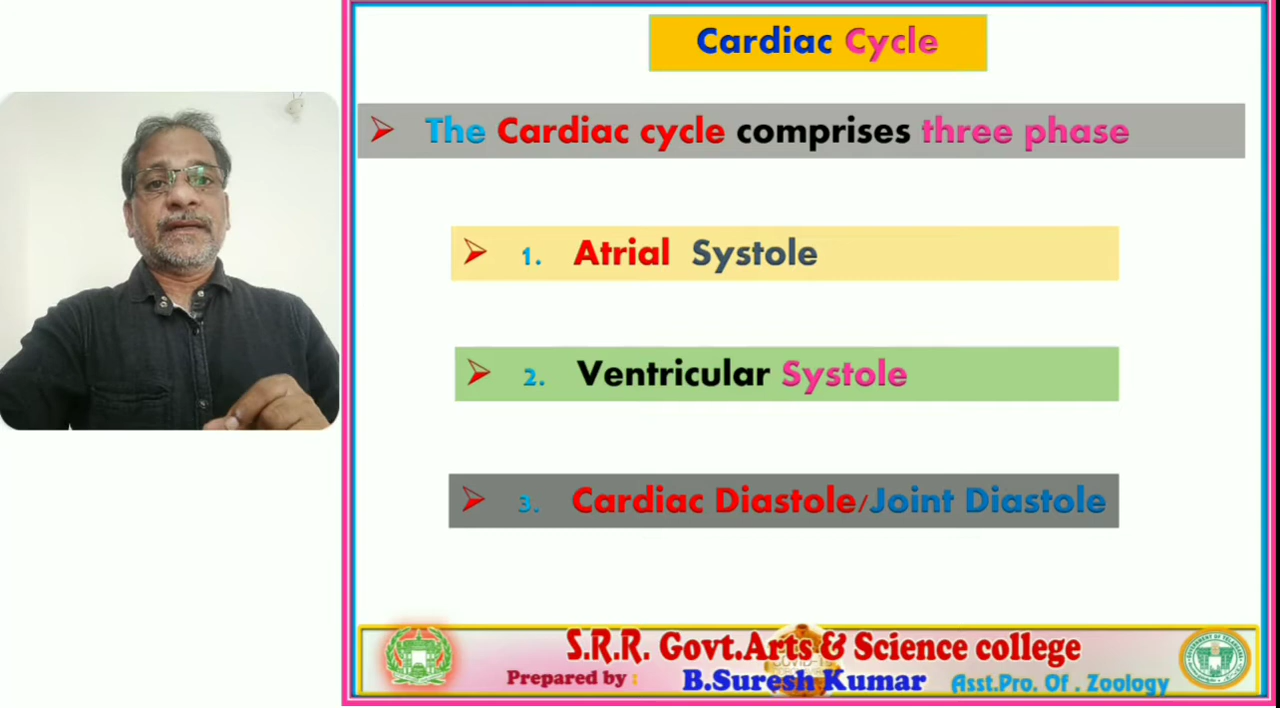 Cardiac Cycle
The Cardiac cycle comprises three phase
1. Atrial Systole
2. Ventricular Systole
3. Cardiac Diastole/Joint Diastole
S.R.R. Govt.Arts & Science college
Prepared by : B.Suresh Kumar Asst.Pro. Of . Zoology